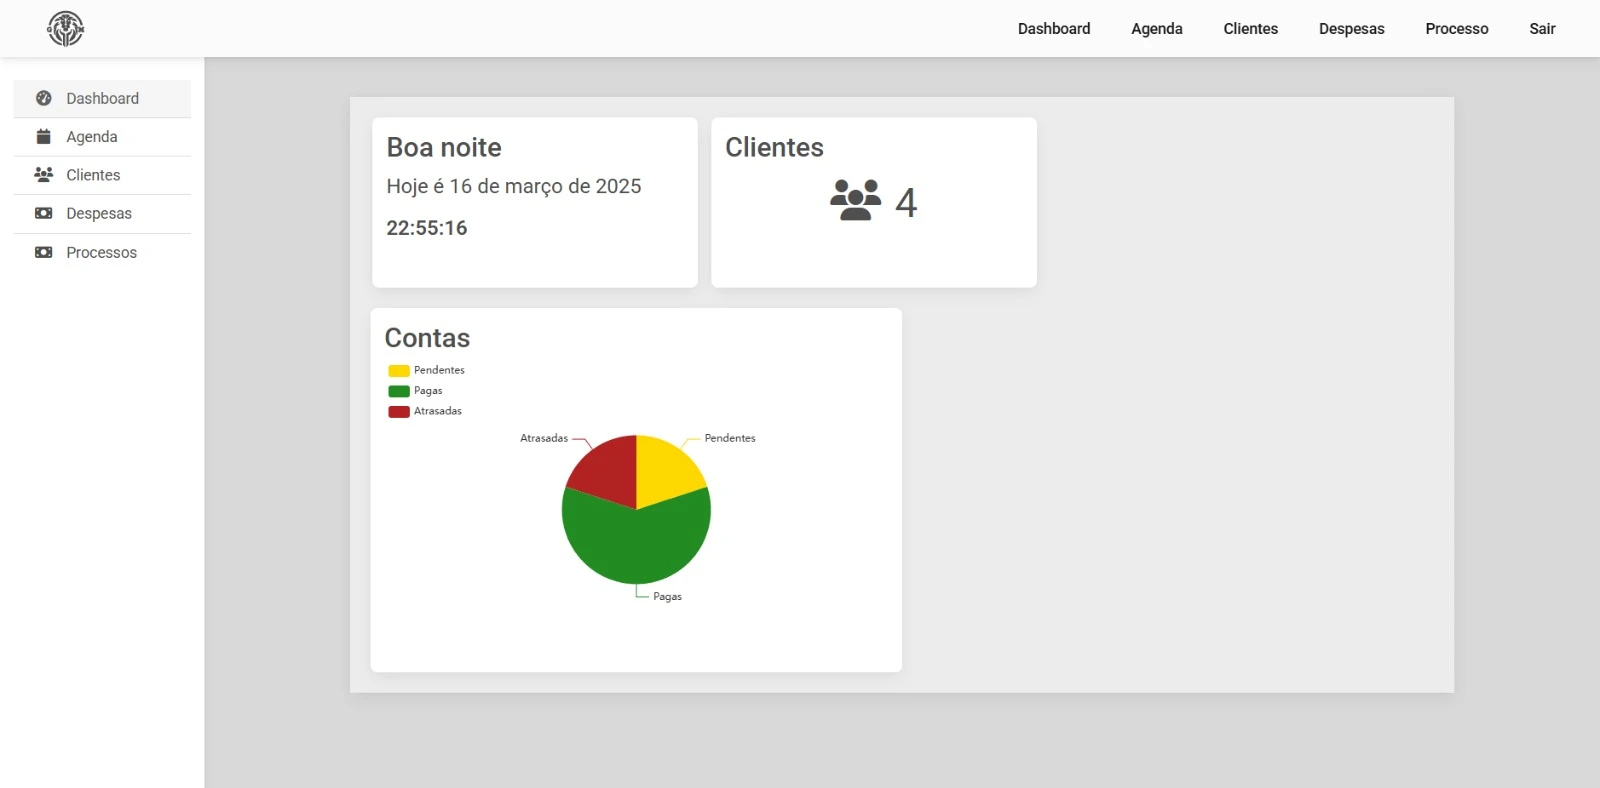 G M
Dashboard Agenda Clientes Despesas Processo Sair
Dashboard
Agenda
Clientes
Despesas
Processos
Boa noite
Hoje é 16 de março de 2025
22:55:16
Clientes
4
Contas
Pendentes
Pagas
Atrasadas
Atrasadas
Pendentes
Pagas